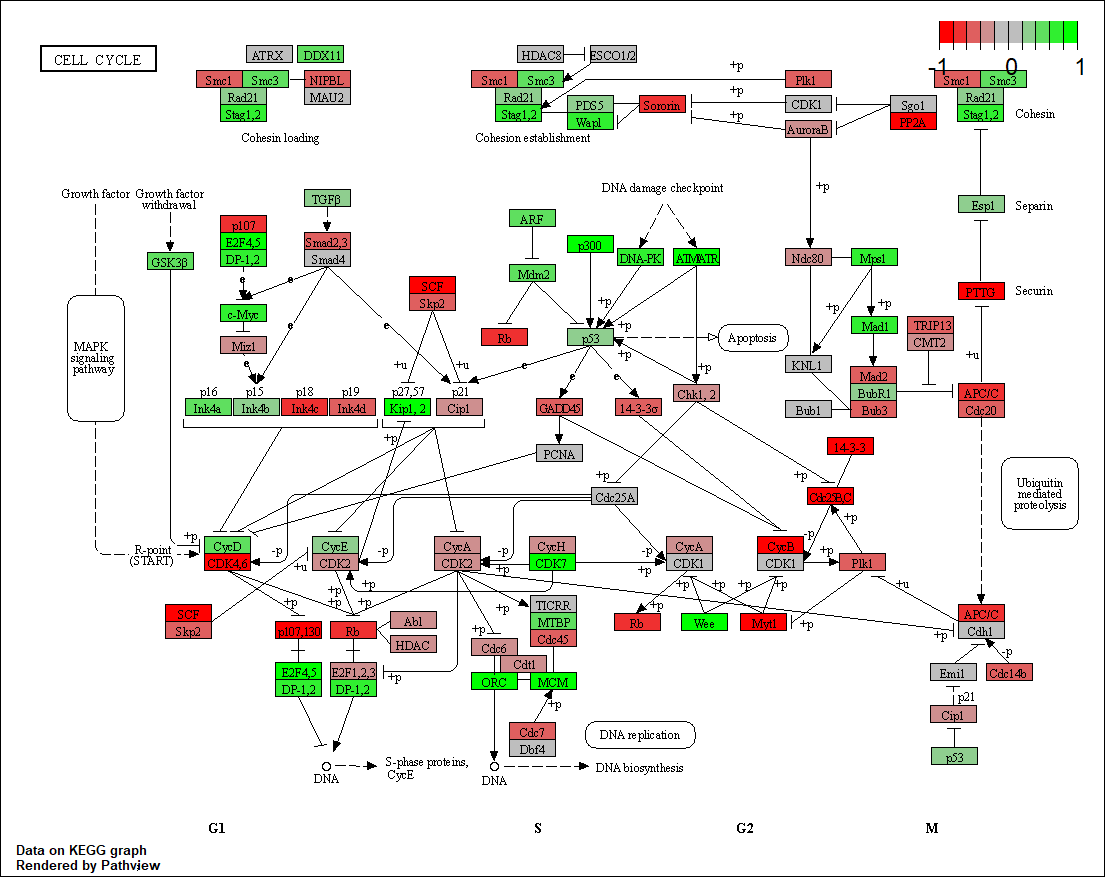 CELL CYCLE
ATRX
DDX11
Smc1
Smc3
NIPBL
Rad21
MAU2
Stag1,2
Cohesin loading
HDAC8
ESCO1/2
Smc1
Smc3
Rad21
Stag1,2
PDS5
Wapl
Sororin
Cohesion establishment
+p
Plk1
+p
CDK1
+p
AuroraB
Sgo1
PP2A
-1
0
1
Smc1
Smc3
Rad21
Stag1,2
Cohesin
+p
Growth factor
Growth factor
withdrawal
GSK3β
p107
E2F4,5
DP-1,2
TGFβ
Smad2,3
Smad4
e
e
c-Myc
Miz1
e
e
e
SCF
Skp2
+u
+u
DNA damage checkpoint
ARF
p300
DNA-PK
ATMATR
Mdm2
Rb
p53
+p
+p
+p
Apoptosis
e
e
e
Esp1
Separin
Ndc80
Mps1
PTTG
Securin
+p
+p
Mad1
TRIP13
CMT2
KNL1
Mad2
BubR1
Bub3
Bub1
+u
APC/C
Cdc20
MAPK
signaling
pathway
p16
p15
p18
p19
Ink4a
Ink4b
Ink4c
Ink4d
p27,57
p21
Kip1, 2
Cip1
GADD45
14-3-3σ
Chk1, 2
+p
+p
PCNA
14-3-3
+p
+p
Cdc25A
Cdc25B,C
+p
Ubiquitin
mediated
proteolysis
R-point
(START)
+p
CycD
CDK4,6
-p
CycE
CDK2
+u
-p
CycA
CDK2
-p
+p
CycH
CDK7
-p
+p
CycA
CDK1
CycB
CDK1
-p
+p
Plk1
+u
SCF
Skp2
+p
+p
+p
+p
p107,130
Rb
Abl
HDAC
E2F4,5
DP-1,2
E2F1,2,3
DP-1,2
+p
+p
+p
TICRR
MTBP
Cdc45
Cdc6
Cdt1
ORC
MCM
+p
Cdc7
Dbf4
+p
+p
+p
Rb
Wee
Myt1
+p
+p
APC/C
Cdh1
-p
Emi1
Cdc14b
p21
Cip1
p53
DNA
S-phase proteins,
CycE
DNA
DNA replication
DNA biosynthesis
G1
S
G2
M
Data on KEGG graph
Rendered by Pathview